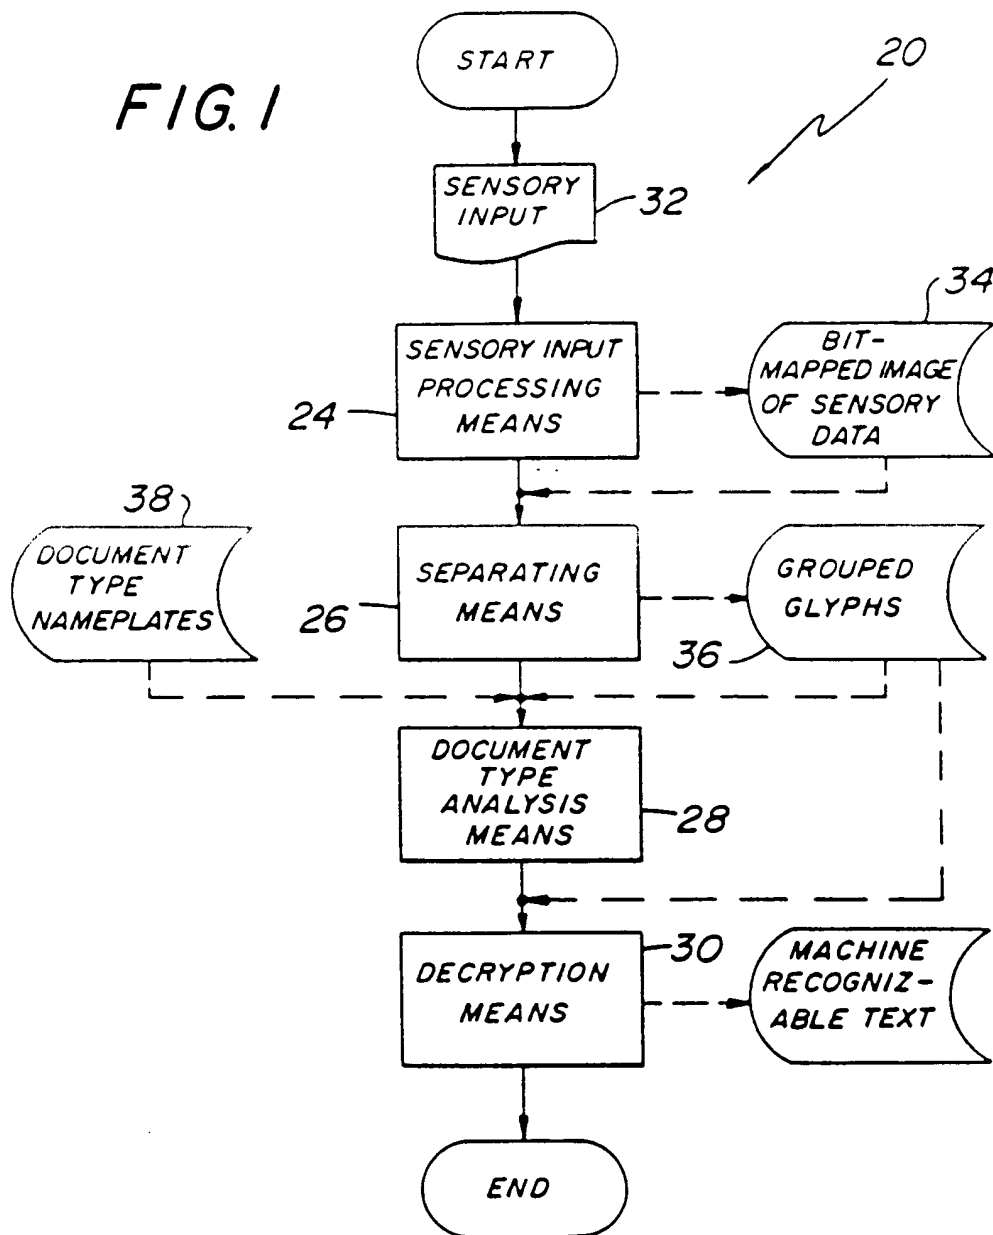 FIG. 1
START
20
SENSORY
INPUT
32
SENSORY INPUT
PROCESSING
MEANS
24
34
BIT-
MAPPED IMAGE
OF SENSORY
DATA
38
DOCUMENT
TYPE
NAMEPLATES
SEPARATING
MEANS
26
GROUPED
GLYPHS
36
DOCUMENT
TYPE
ANALYSIS
MEANS
28
DECRYPTION
MEANS
30
MACHINE
RECOGNIZ-
ABLE TEXT
END